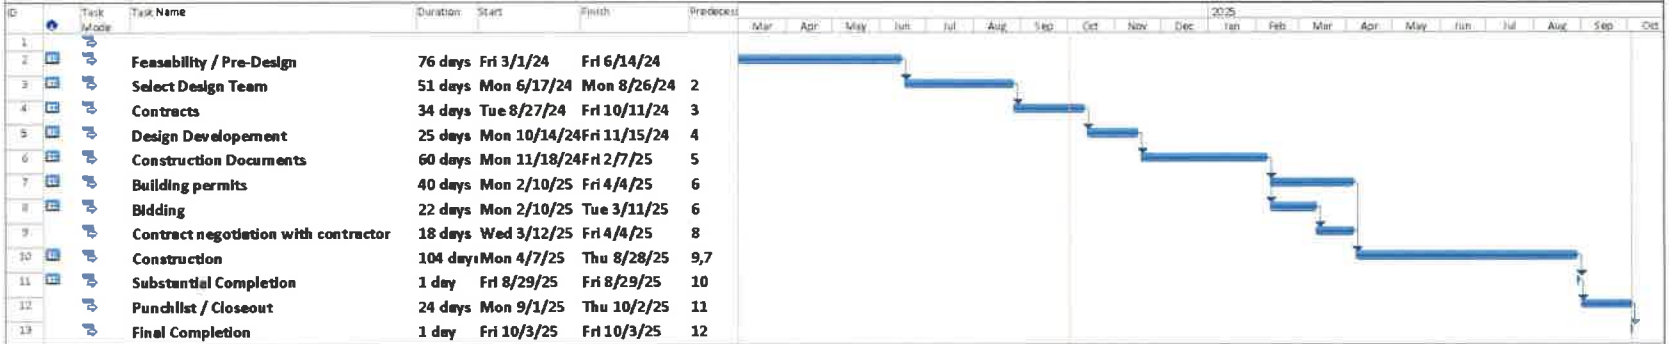 ID Task Mode Task Name Duration Start Finish Predecess 2025
Mar Apr May Jun Jul Aug Sep Oct Nov Dec Jan Feb Mar Apr May Jun Jul Aug Sep Oct
1
2 Feasability / Pre-Design 76 days Fri 3/1/24 Fri 6/14/24
3 Select Design Team 51 days Mon 6/17/24 Mon 8/26/24 2
4 Contracts 34 days Tue 8/27/24 Fri 10/11/24 3
5 Design Developement 25 days Mon 10/14/24 Fri 11/15/24 4
6 Construction Documents 60 days Mon 11/18/24 Fri 2/7/25 5
7 Building permits 40 days Mon 2/10/25 Fri 4/4/25 6
8 Bidding 22 days Mon 2/10/25 Tue 3/11/25 6
9 Contract negotiation with contractor 18 days Wed 3/12/25 Fri 4/4/25 8
10 Construction 104 days Mon 4/7/25 Thu 8/28/25 9,7
11 Substantial Completion 1 day Fri 8/29/25 Fri 8/29/25 10
12 Punchlist / Closeout 24 days Mon 9/1/25 Thu 10/2/25 11
13 Final Completion 1 day Fri 10/3/25 Fri 10/3/25 12